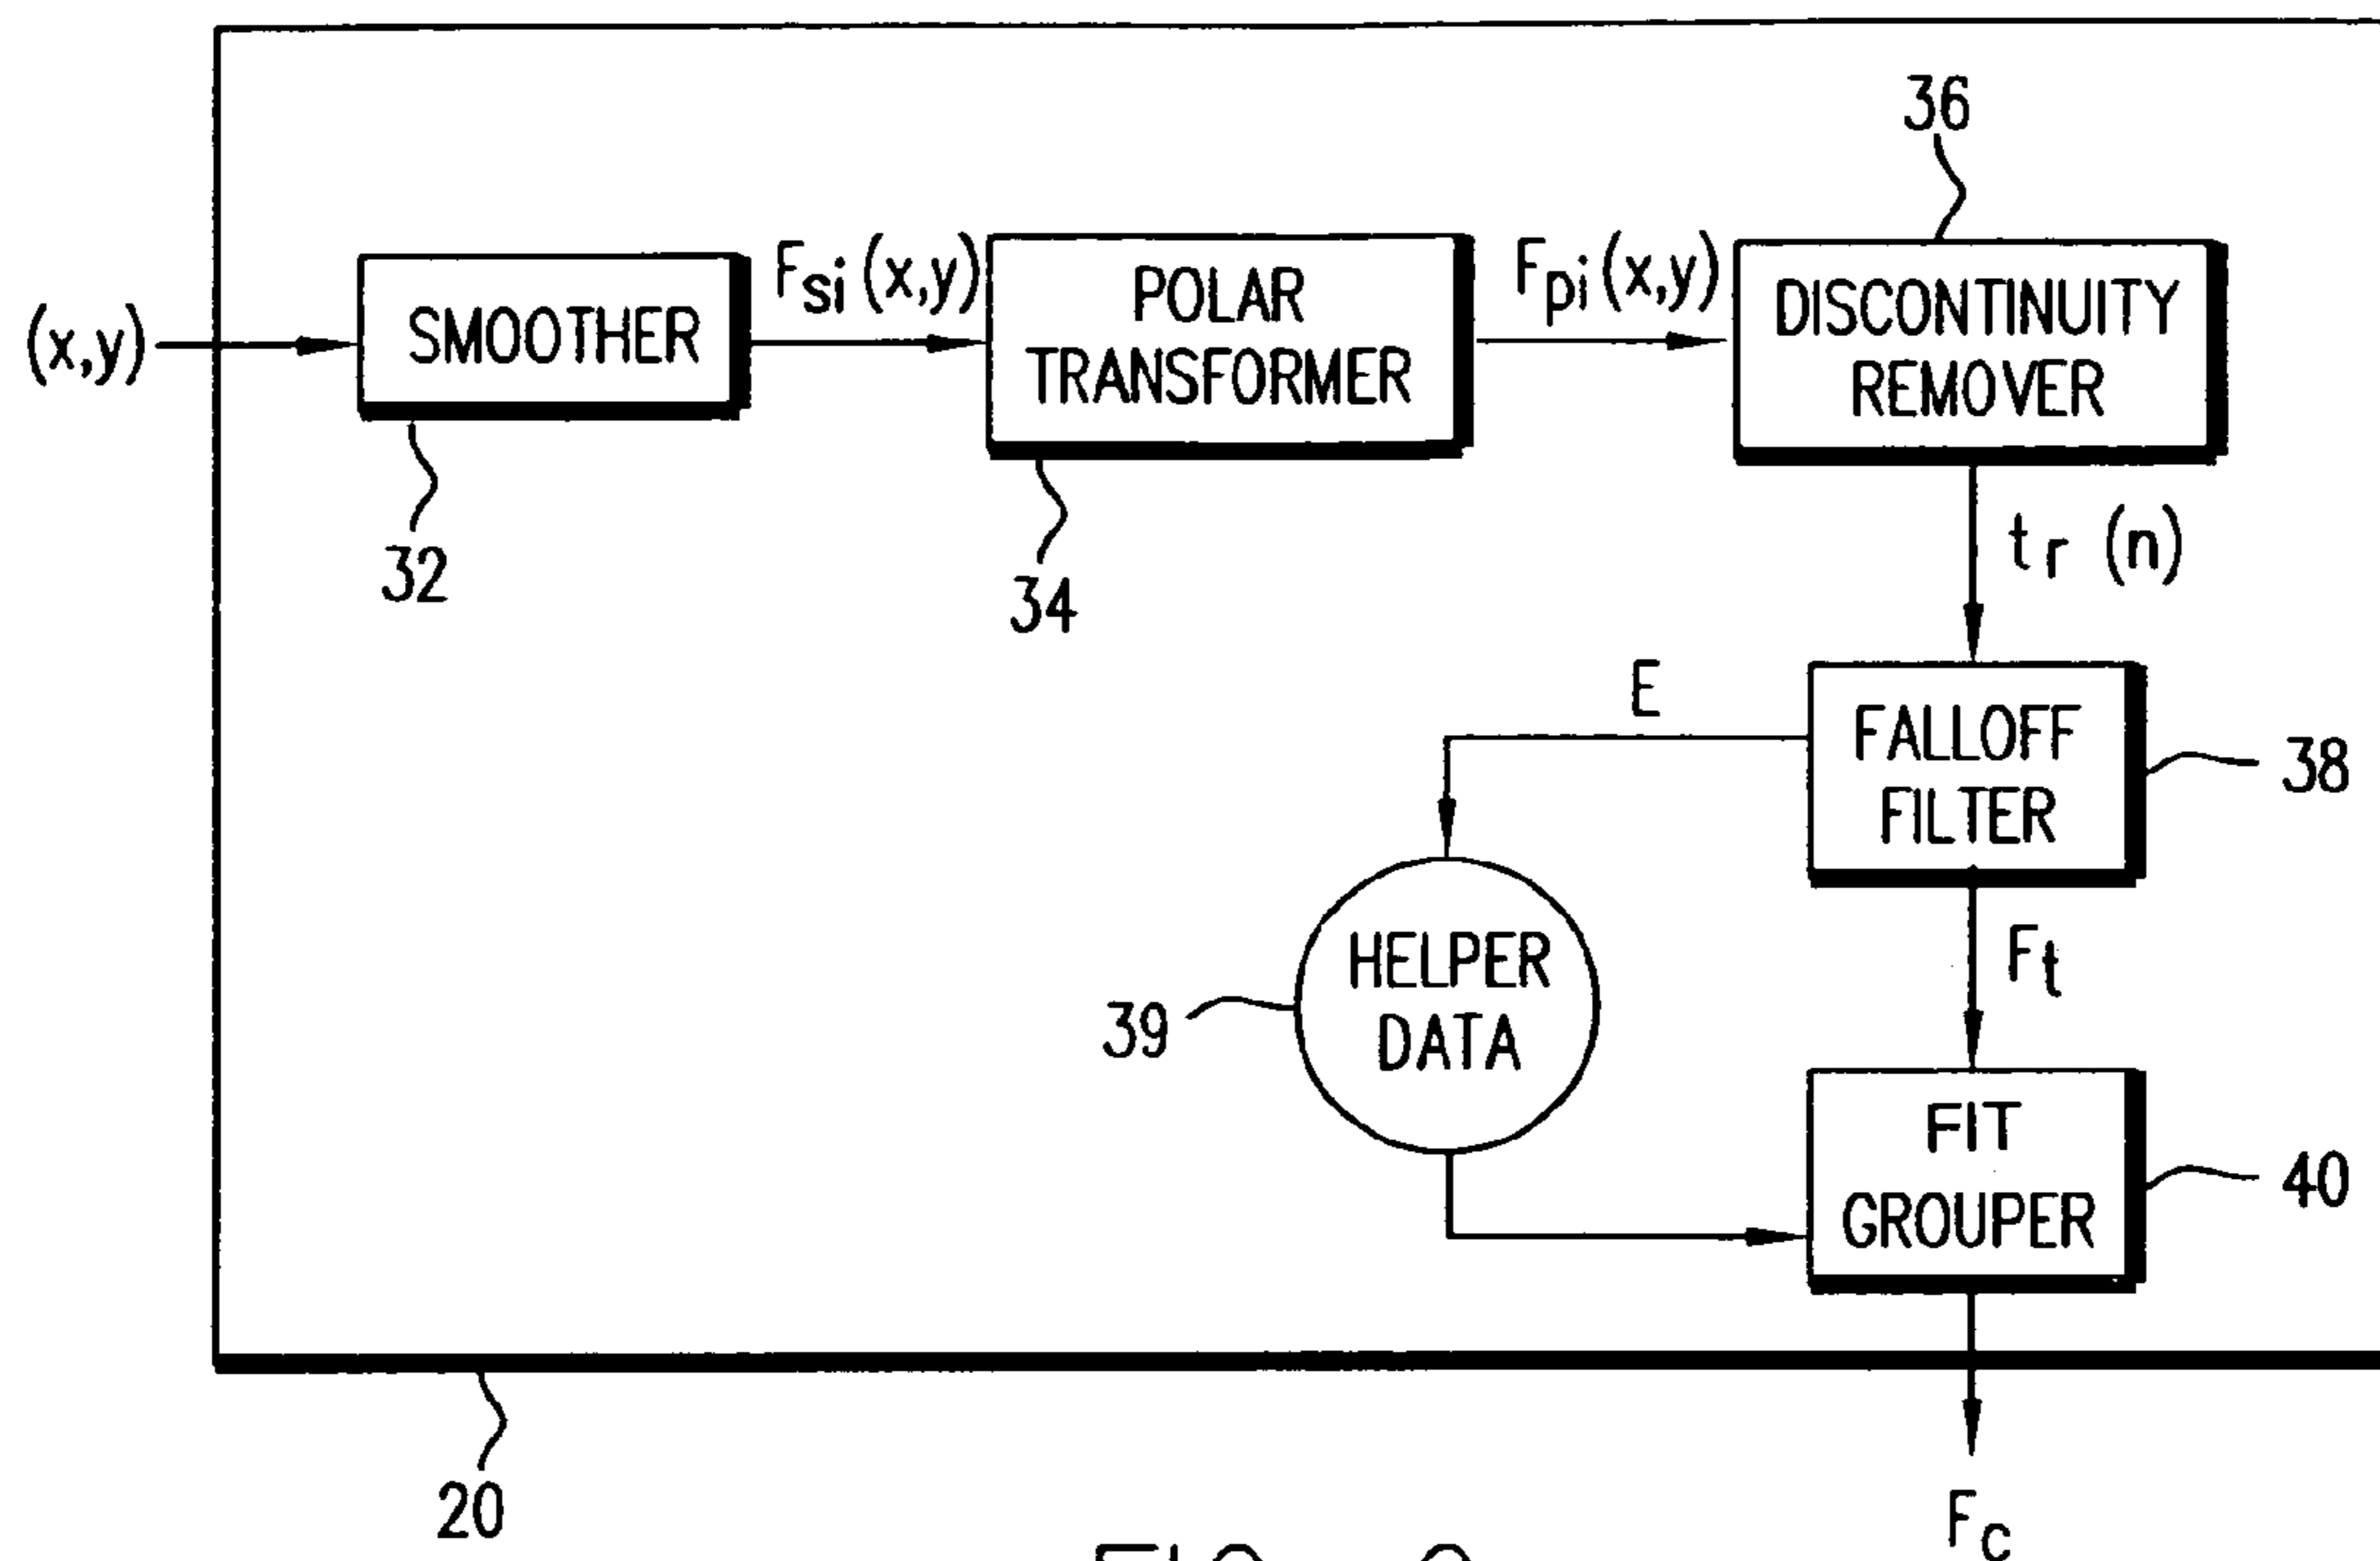 36
(x,y)
SMOOTHER
Fsi (x,y)
POLAR
TRANSFORMER
Fpi (x,y)
DISCONTINUITY
REMOVER
32
34
tr (n)
E
FALLOFF
FILTER
38
HELPER
DATA
39
Ft
FIT
GROUPER
40
20
Fc